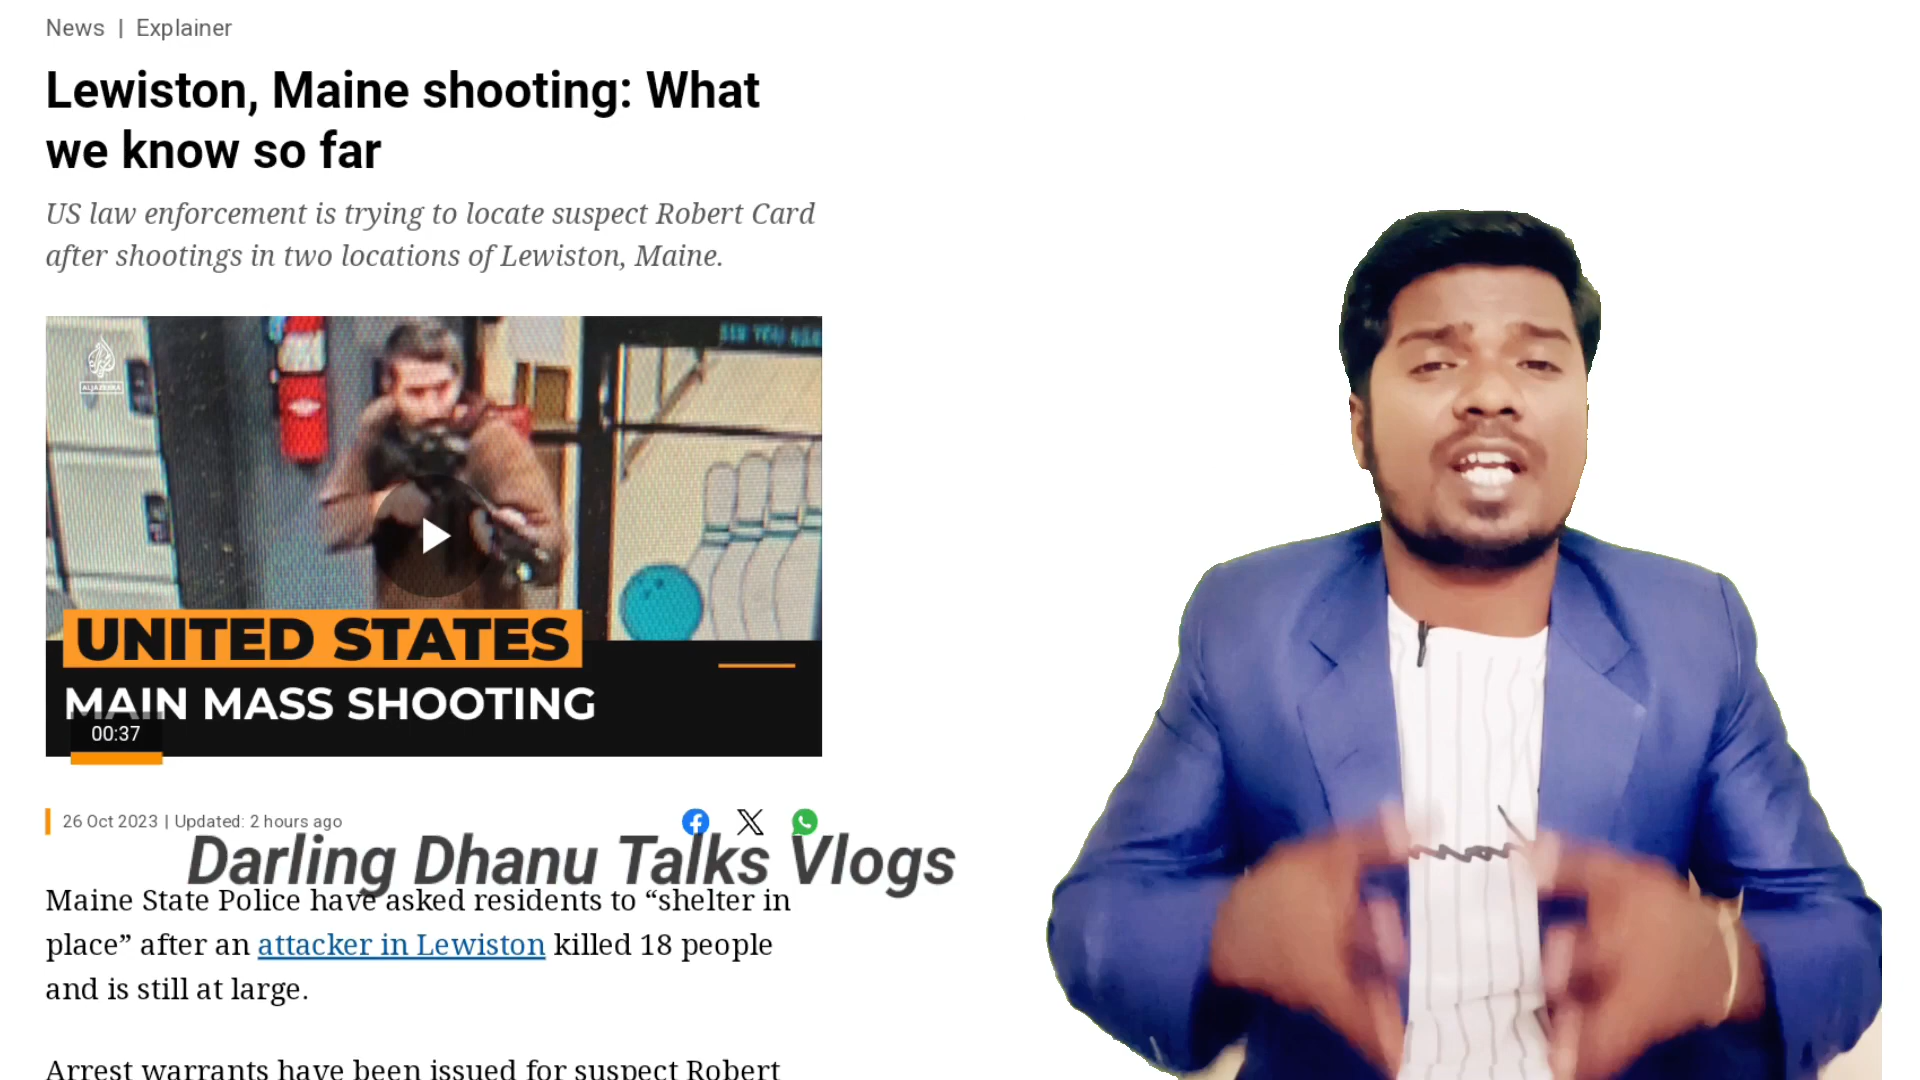 News | Explainer
Lewiston, Maine shooting: What
we know so far
US law enforcement is trying to locate suspect Robert Card
after shootings in two locations of Lewiston, Maine.
ALJAZEERA
UNITED STATES
MAIN MASS SHOOTING
00:37
26 Oct 2023 | Updated: 2 hours ago
Darling Dhanu Talks Vlogs
Maine State Police have asked residents to “shelter in
place” after an attacker in Lewiston killed 18 people
and is still at large.
Arrest warrants have been issued for suspect Robert